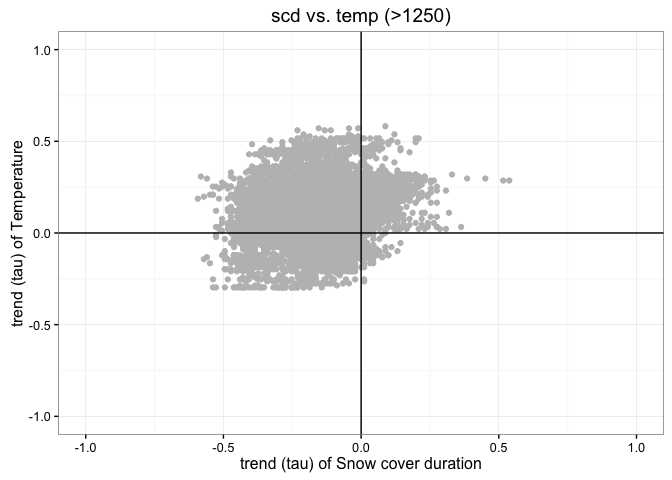 scd vs. temp (>1250)
1.0
0.5
0.0
-0.5
-1.0
trend (tau) of Temperature
-1.0 -0.5 0.0 0.5 1.0
trend (tau) of Snow cover duration